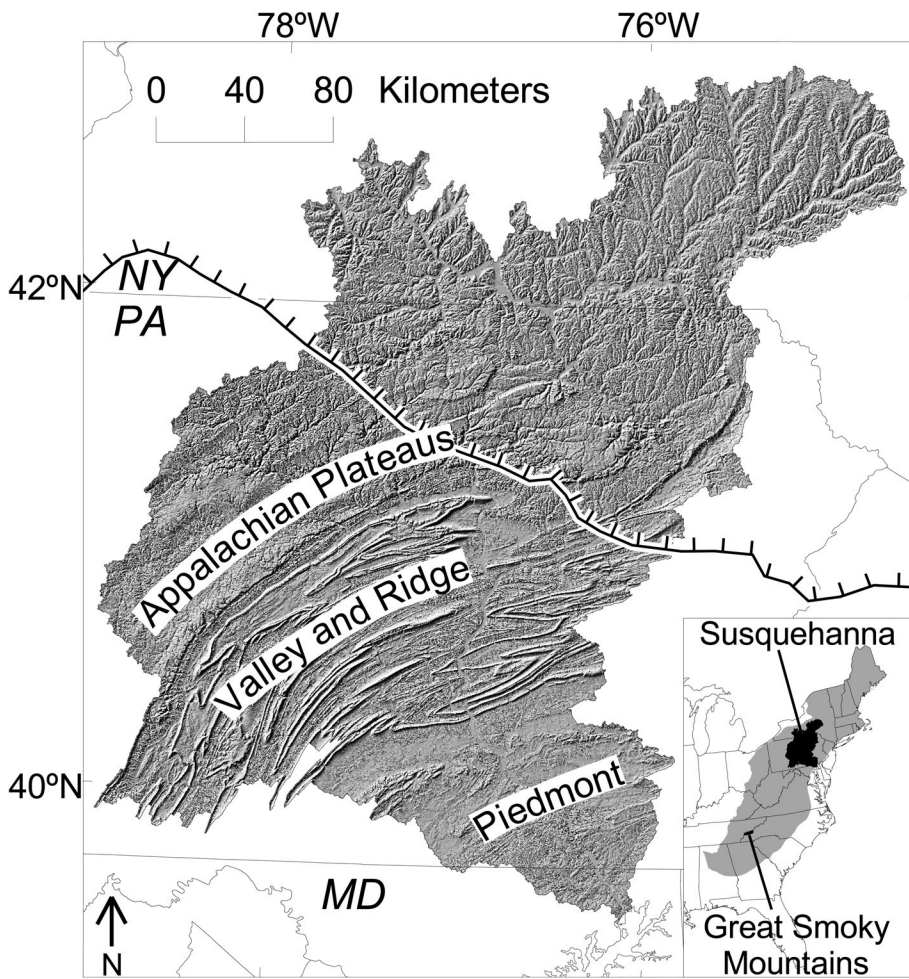 78ºW 76ºW
0 40 80 Kilometers
42ºN
NY
PA
Appalachian Plateaus
Valley and Ridge
Susquehanna
40ºN
Piedmont
MD
N
Great Smoky
Mountains